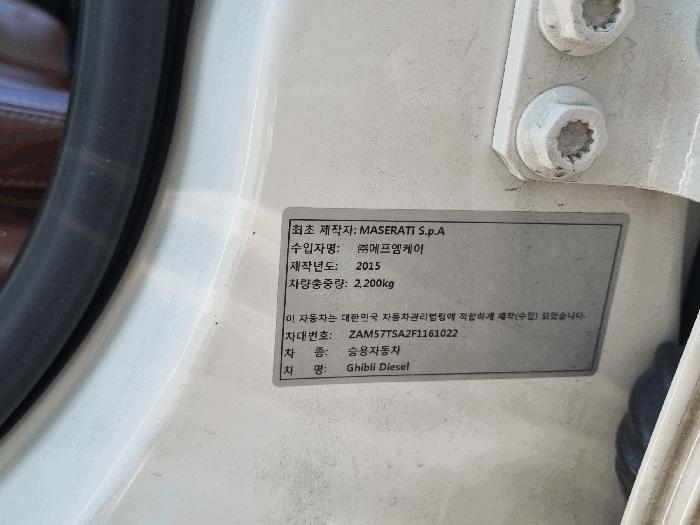 최초 제작자: MASERATI S.p.A
수입자명: ㈜에프엠케이
제작년도: 2015
차량총중량: 2,200kg
이 자동차는 대한민국 자동차관리법령에 적합하게 제작(수입) 되었습니다.
차대번호: ZAM57TSA2F1161022
차 종: 승용자동차
차 명: Ghibli Diesel